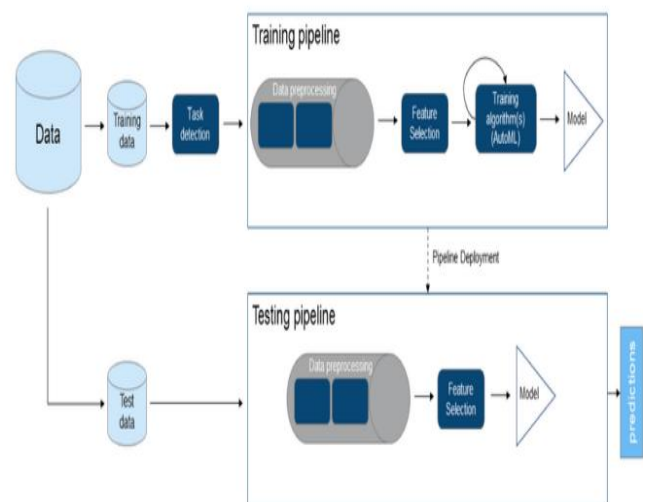 Training pipeline
Data
Training
data
Task
detection
Data preprocessing
Feature
Selection
Training
algorithm(s)
(AutoML)
Model
Pipeline Deployment
Testing pipeline
Test
data
Data preprocessing
Feature
Selection
Model
predictions